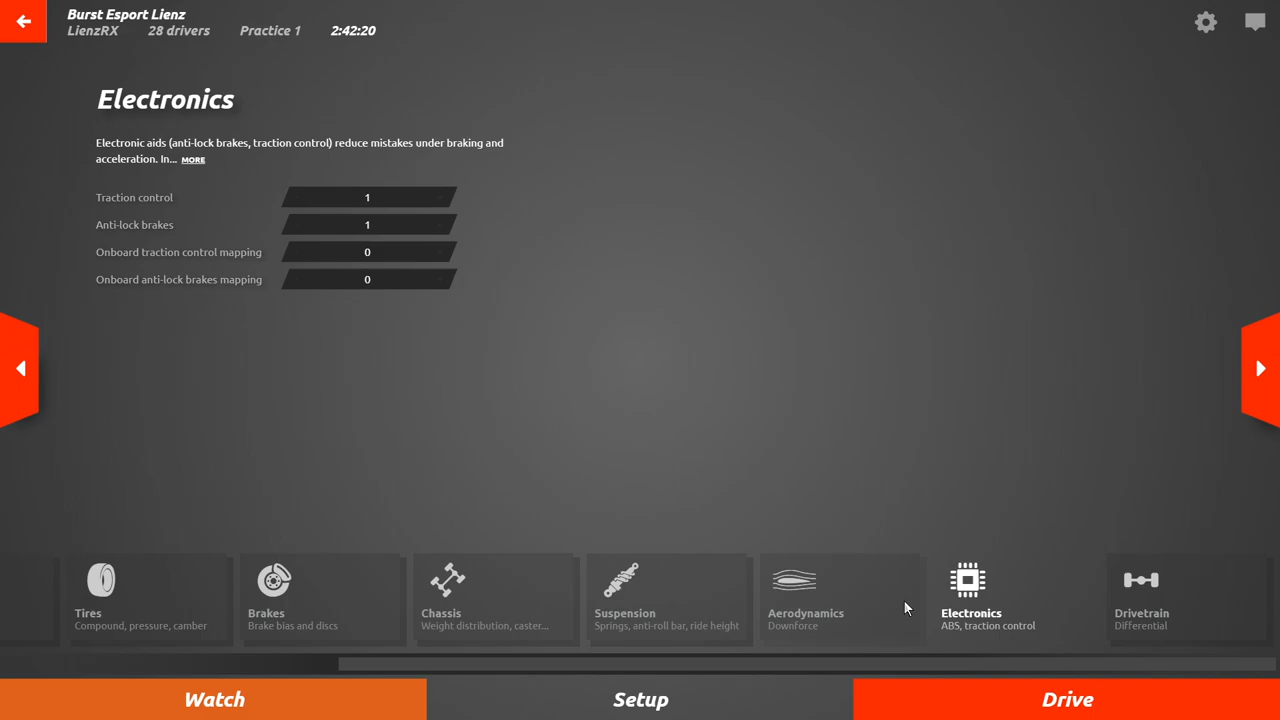 Burst Esport Lienz
LienzRX 28 drivers Practice 1 2:42:20
Electronics
Electronic aids (anti-lock brakes, traction control) reduce mistakes under braking and
acceleration. In... MORE
Traction control 1
Anti-lock brakes 1
Onboard traction control mapping 0
Onboard anti-lock brakes mapping 0
Tires
Compound, pressure, camber
Brakes
Brake bias and discs
Chassis
Weight distribution, caster...
Suspension
Springs, anti-roll bar, ride height
Aerodynamics
Downforce
Electronics
ABS, traction control
Drivetrain
Differential
Watch
Setup
Drive